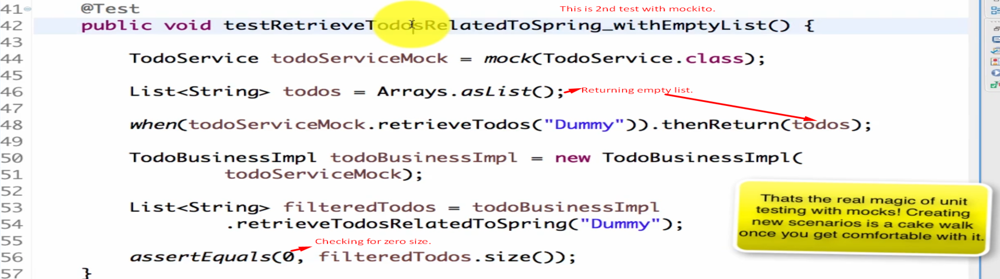 41 @Test This is 2nd test with mockito.
42 public void testRetrieveTodosRelatedToSpring_withEmptyList() {
43
44 TodoService todoServiceMock = mock(TodoService.class);
45
46 List<String> todos = Arrays.asList(); Returning empty list.
47
48 when(todoServiceMock.retrieveTodos("Dummy")).thenReturn(todos);
49
50 TodoBusinessImpl todoBusinessImpl = new TodoBusinessImpl(
51 todoServiceMock);
52
53 List<String> filteredTodos = todoBusinessImpl
54 .retrieveTodosRelatedToSpring("Dummy");
55 Checking for zero size.
56 assertEquals(0, filteredTodos.size());
57 }
Thats the real magic of unit
testing with mocks! Creating
new scenarios is a cake walk
once you get comfortable with it.